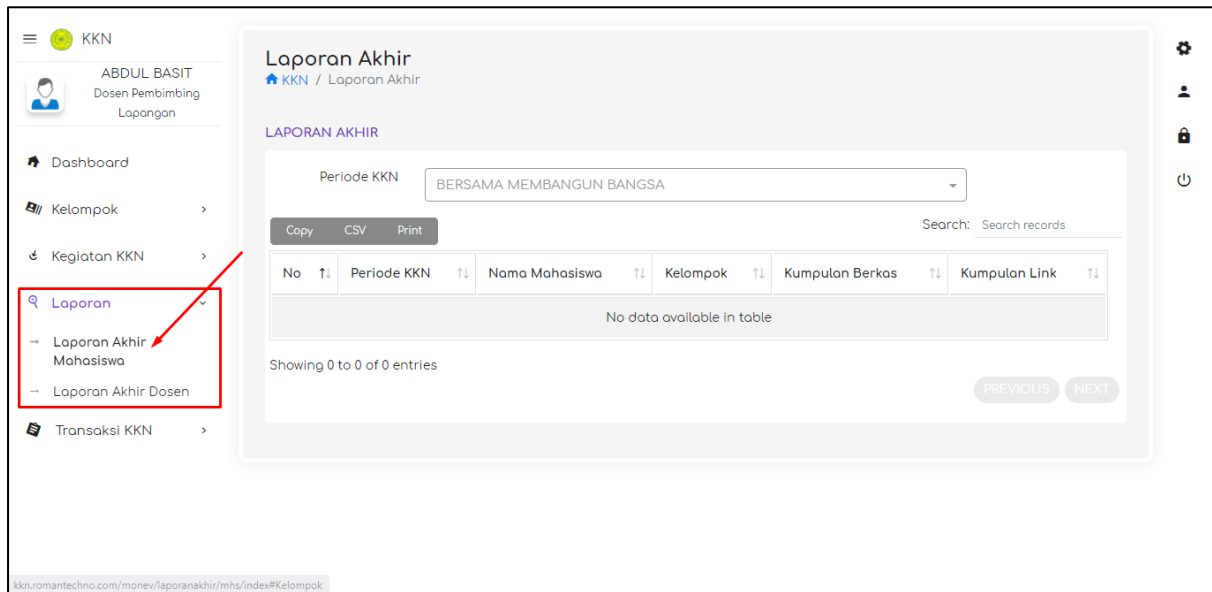 KKN
ABDUL BASIT
Dosen Pembimbing
Lapangan
Dashboard
Kelompok
Kegiatan KKN
Laporan
Laporan Akhir
Mahasiswa
Laporan Akhir Dosen
Transaksi KKN
Laporan Akhir
KKN / Laporan Akhir
LAPORAN AKHIR
Periode KKN BERSAMA MEMBANGUN BANGSA
Copy CSV Print Search: Search records
No Periode KKN Nama Mahasiswa Kelompok Kumpulan Berkas Kumpulan Link
No data available in table
Showing 0 to 0 of 0 entries
PREVIOUS NEXT
kkn.romantechno.com/monev/laporanakhir/mhs/index#Kelompok